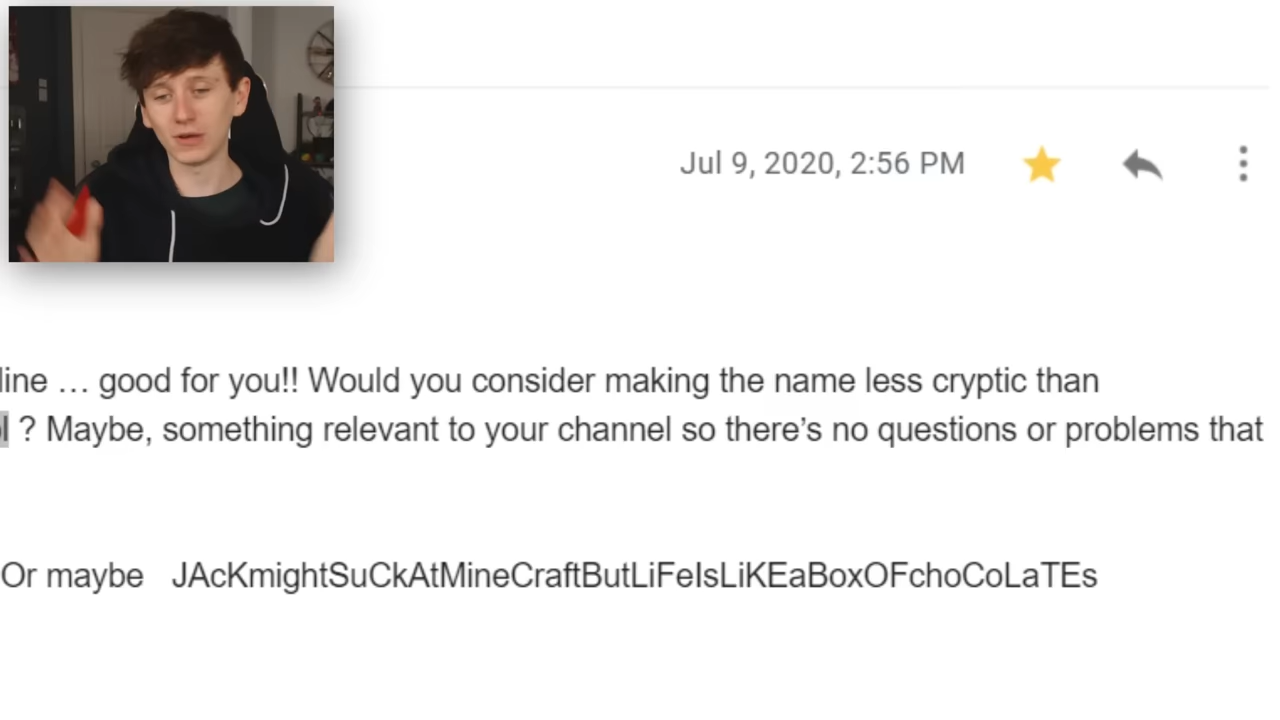 Jul 9, 2020, 2:56 PM
line … good for you!! Would you consider making the name less cryptic than
? Maybe, something relevant to your channel so there’s no questions or problems that
Or maybe JAcKmightSuCkAtMineCraftButLiFeIsLiKEaBoxOFchoCoLaTEs